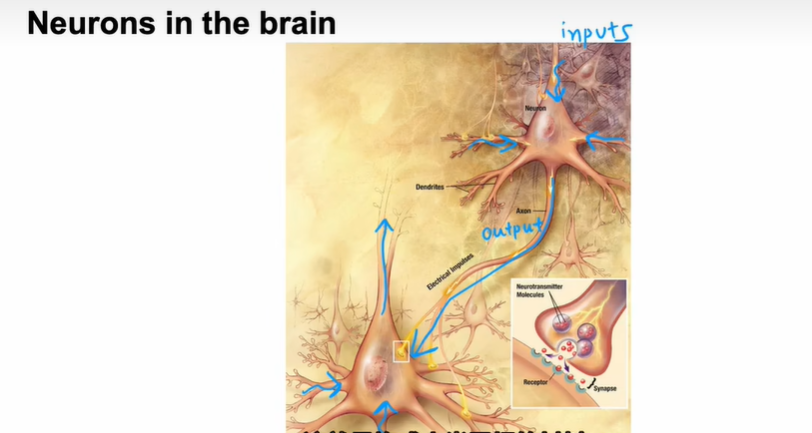 Neurons in the brain
inputs
Neuron
Dendrites
Axon
output
Electrical Impulses
Neurotransmitter
Molecules
Receptor
Synapse